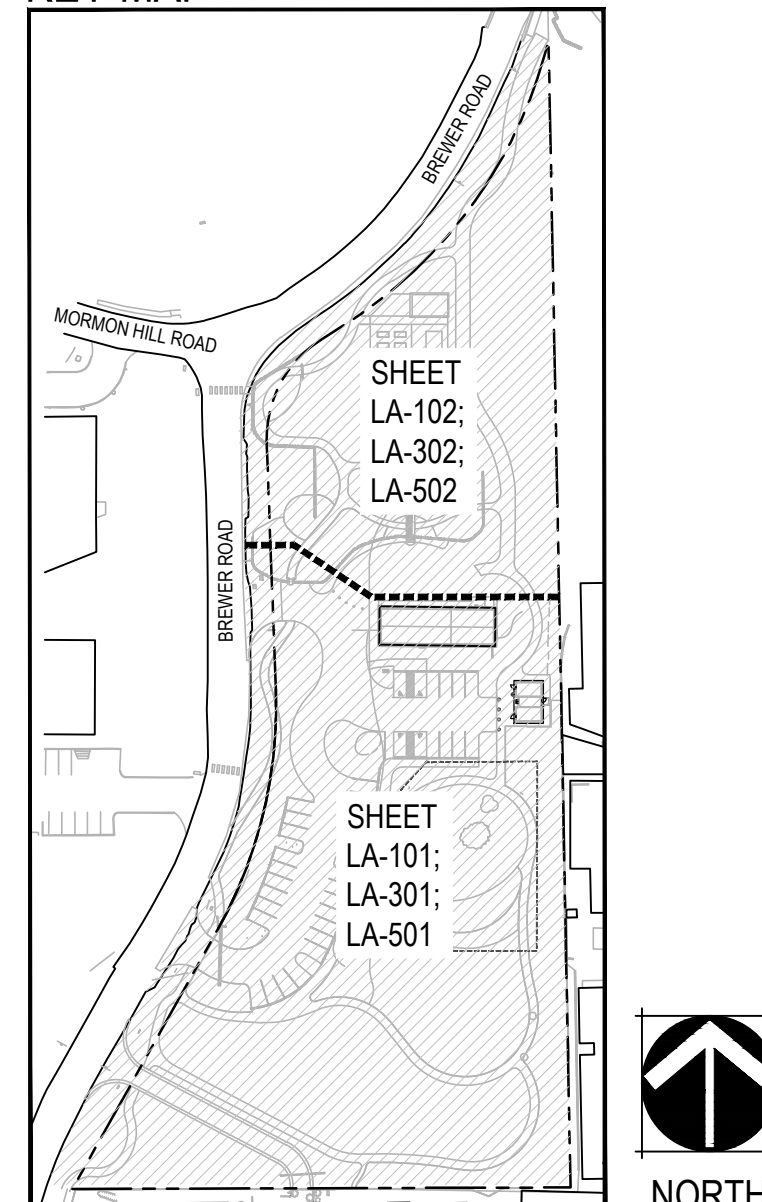 KEY MAP
BREWER ROAD
MORMON HILL ROAD
SHEET
LA-102;
LA-302;
LA-502
BREWER ROAD
SHEET
LA-101;
LA-301;
LA-501
NORTH